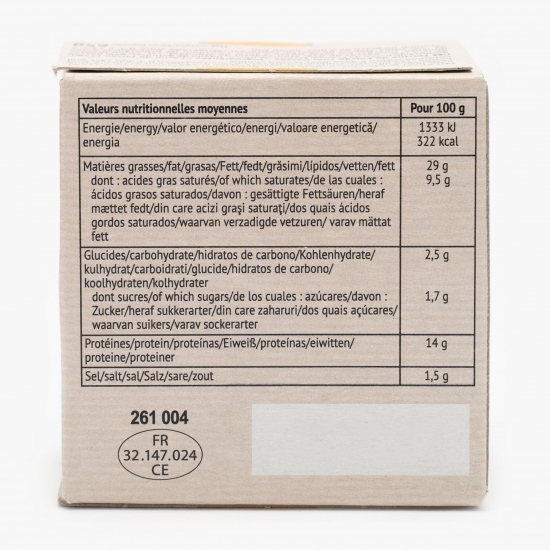 Valeurs nutritionnelles moyennes Pour 100 g
Energie/energy/valor energético/energi/valoare energetică/ 1333 kJ
energia 322 kcal
Matières grasses/fat/grasas/Fett/fedt/grăsimi/lípidos/vetten/fett 29 g
dont : acides gras saturés/of which saturates/de las cuales : 9,5 g
ácidos grasos saturados/davon : gesättigte Fettsäuren/heraf
mættet fedt/din care acizi grași saturați/dos quais ácidos
gordos saturados/waarvan verzadigde vetzuren/ varav mättat
fett
Glucides/carbohydrate/hidratos de carbono/Kohlenhydrate/ 2,5 g
kulhydrat/carboidrati/glucide/hidratos de carbono/
koolhydraten/kolhydrater
dont sucres/of which sugars/de los cuales : azúcares/davon : 1,7 g
Zucker/heraf sukkerarter/din care zaharuri/dos quais açúcares/
waarvan suikers/varav sockerarter
Protéines/protein/proteínas/Eiweiß/proteínas/eiwitten/ 14 g
proteine/proteiner
Sel/salt/sal/Salz/sare/zout 1,5 g
261 004
FR
32.147.024
CE